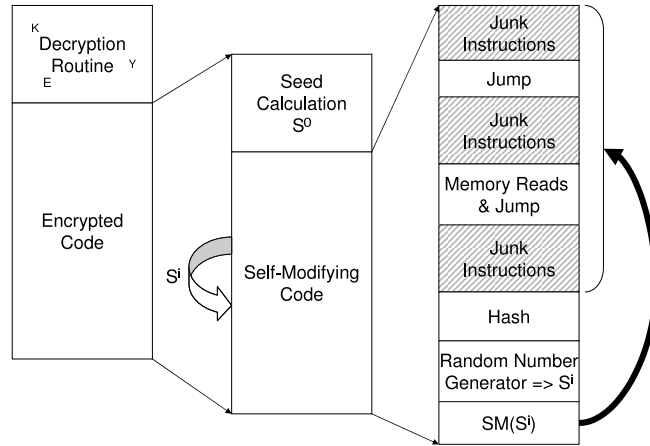 K
Decryption
Routine
Y
E
Encrypted
Code
Seed
Calculation
S⁰
Sⁱ
Self-Modifying
Code
Junk
Instructions
Jump
Junk
Instructions
Memory Reads
& Jump
Junk
Instructions
Hash
Random Number
Generator => Sⁱ
SM(Sⁱ)